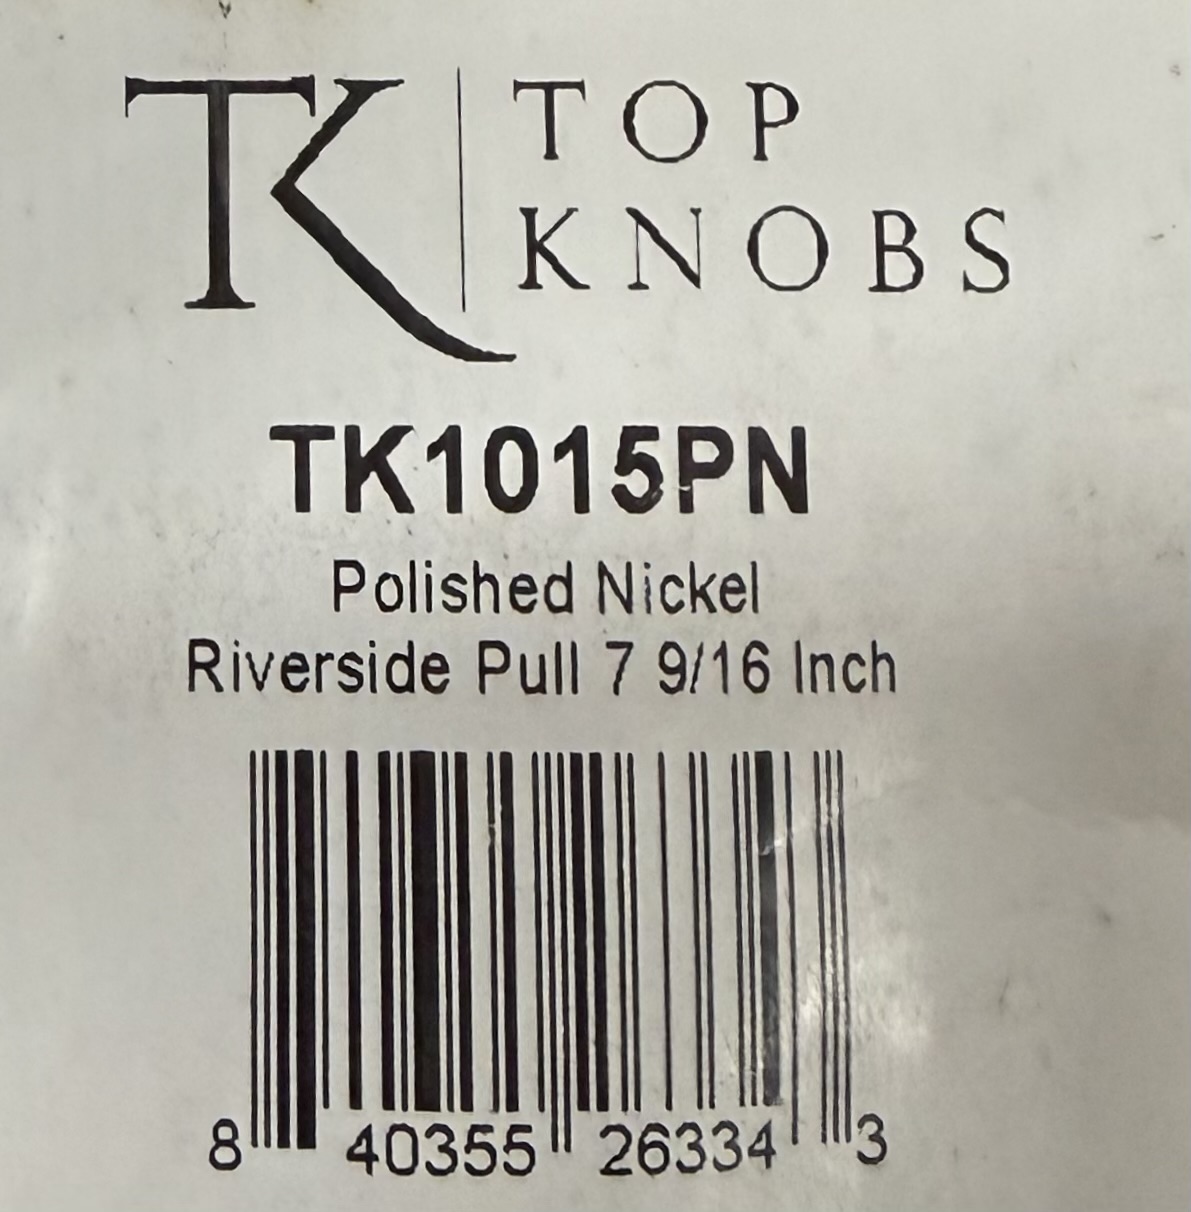 TK
TOP
KNOBS
TK1015PN
Polished Nickel
Riverside Pull 7 9/16 Inch
8 40355 26334 3